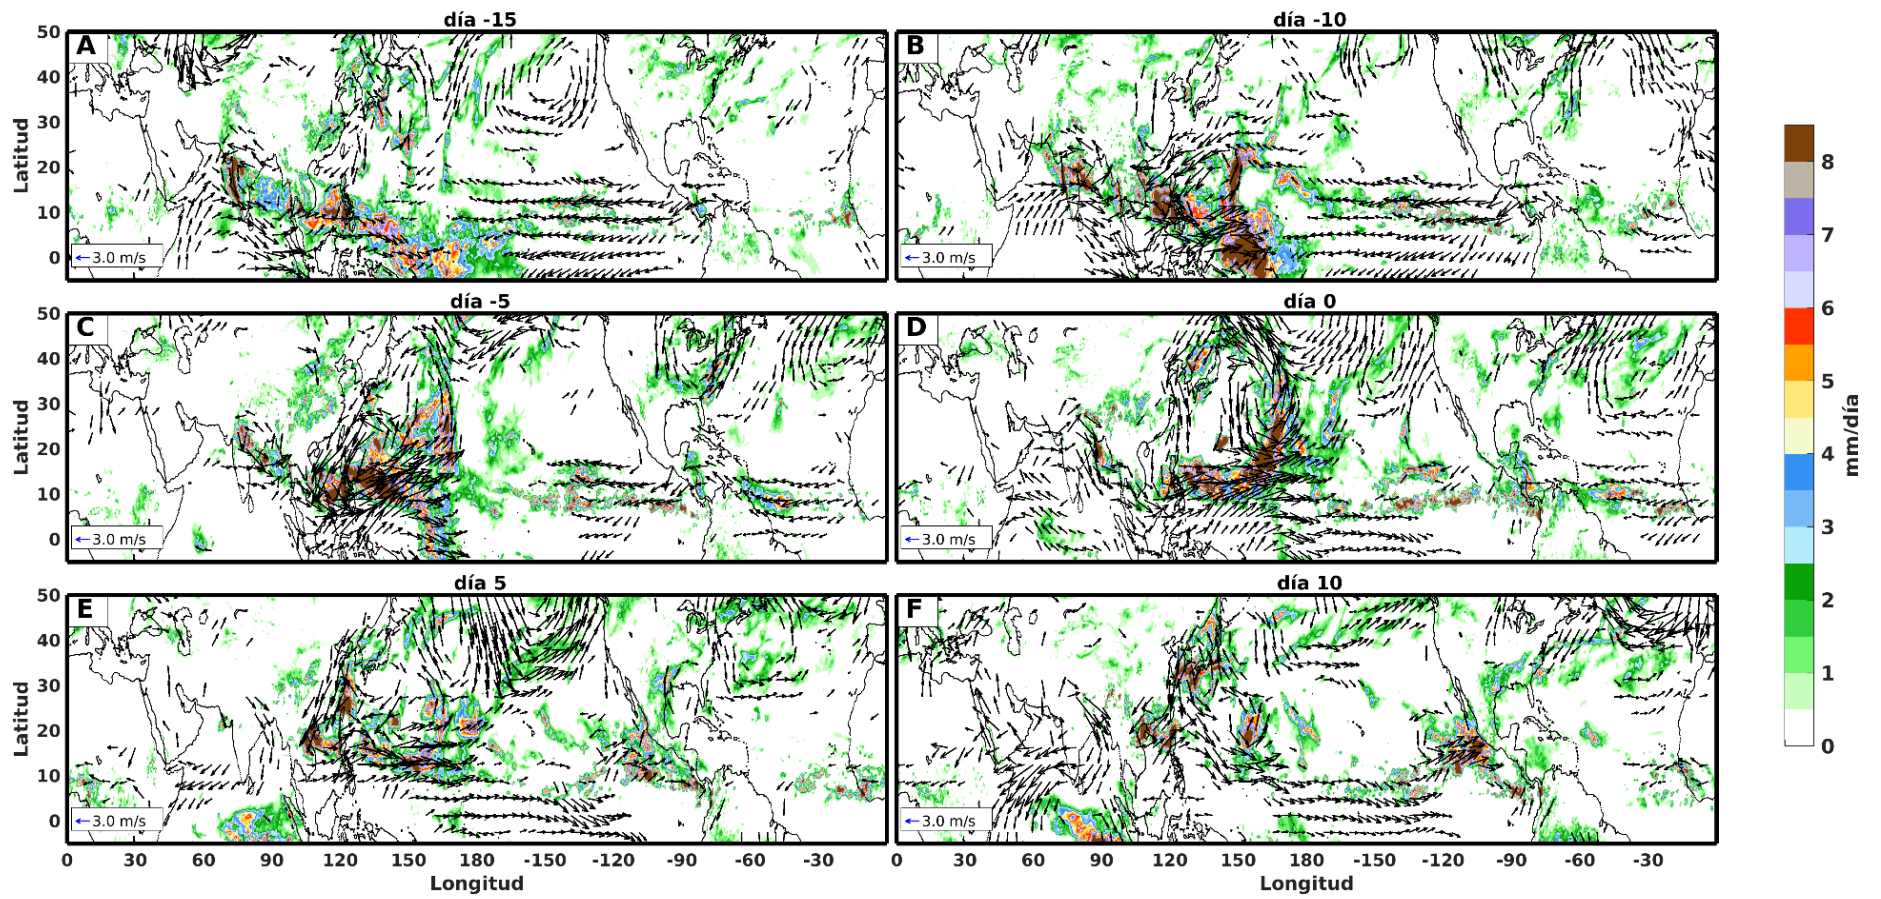 día -15
día -10
A
B
50
40
30
20
10
0
Latitud
3.0 m/s
3.0 m/s
día -5
día 0
C
D
50
40
30
20
10
0
Latitud
3.0 m/s
3.0 m/s
día 5
día 10
E
F
50
40
30
20
10
0
Latitud
3.0 m/s
3.0 m/s
0 30 60 90 120 150 180 -150 -120 -90 -60 -30
0 30 60 90 120 150 180 -150 -120 -90 -60 -30
Longitud
Longitud
8
7
6
5
4
3
2
1
0
mm/día